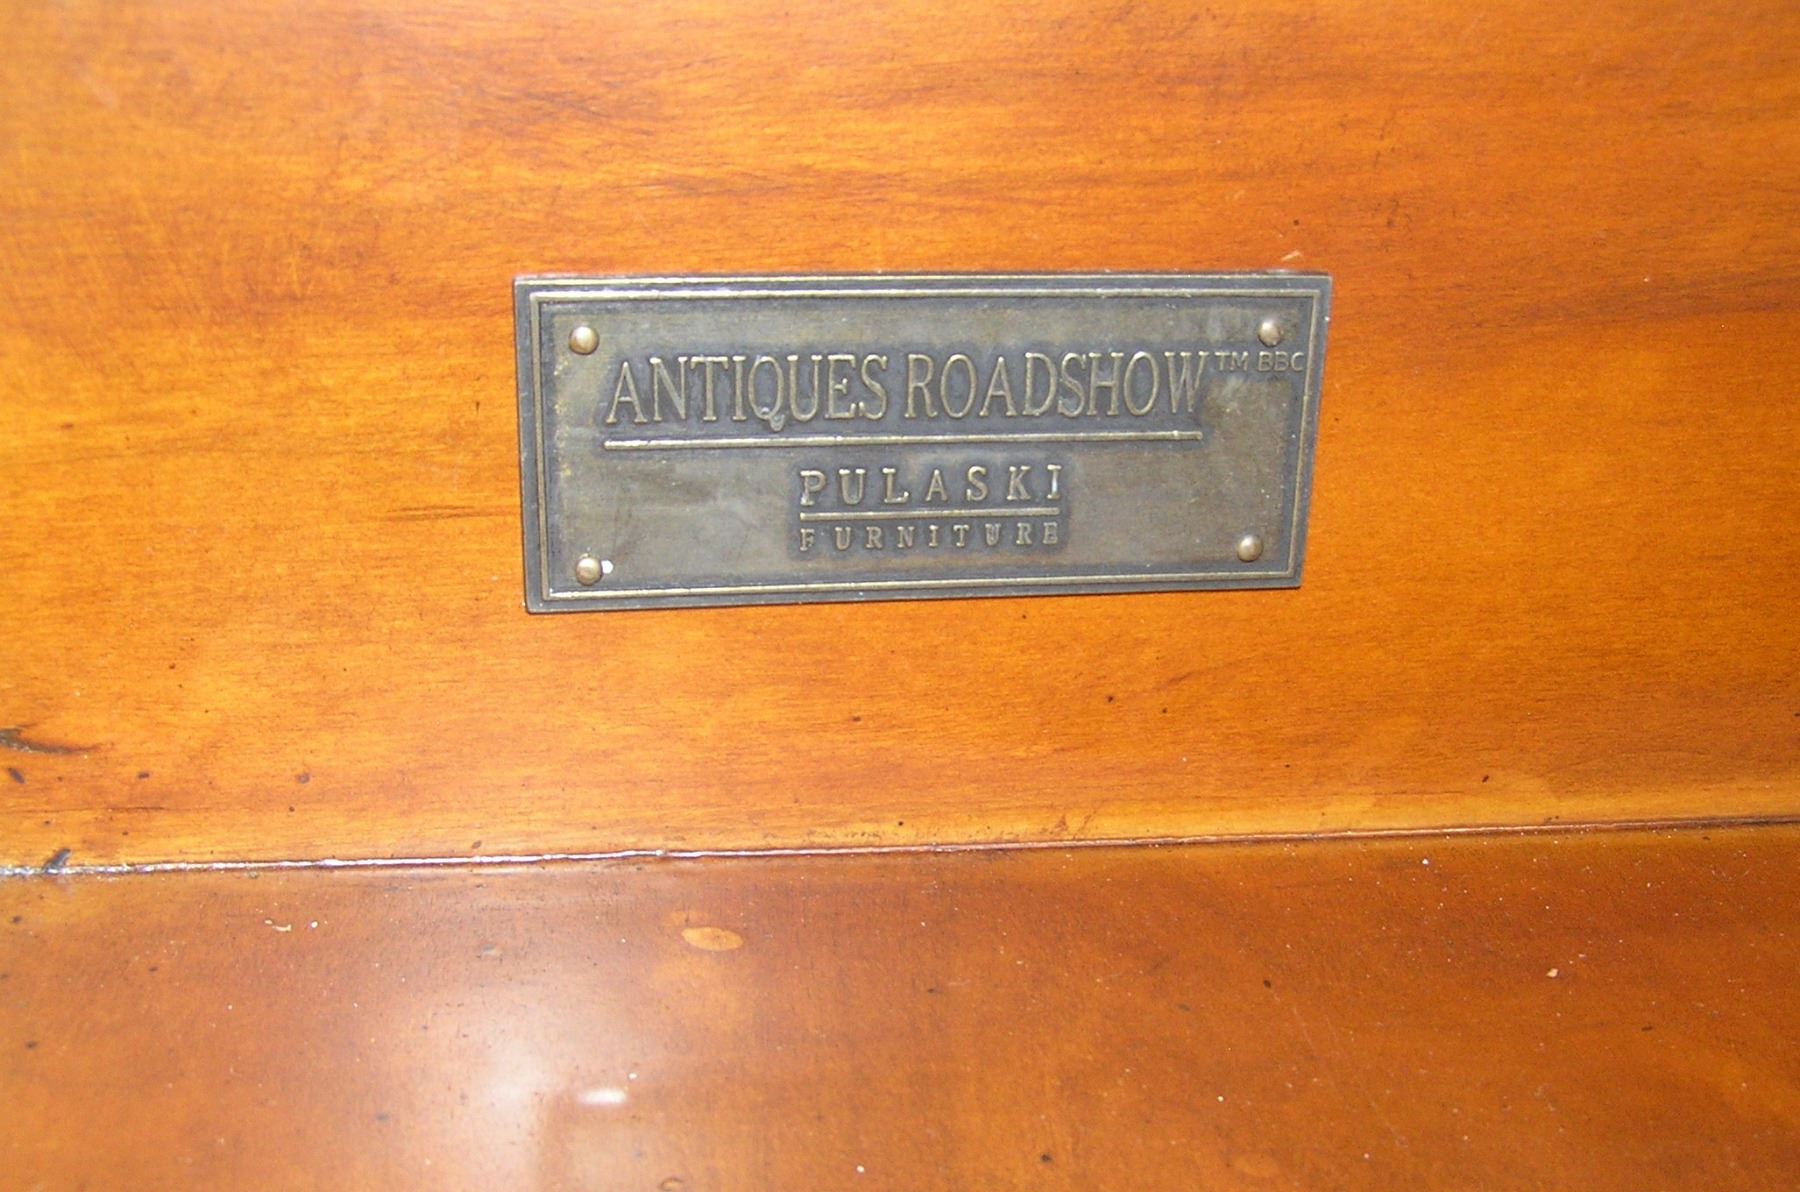 ANTIQUES ROADSHOW™ BBC
PULASKI
FURNITURE